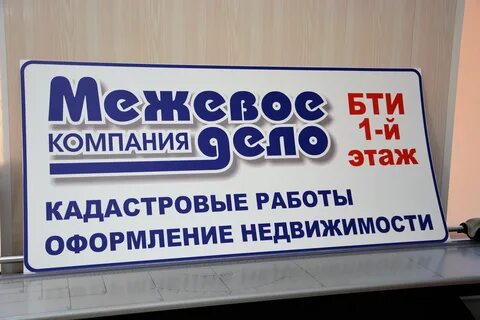 Межевое
КОМПАНИЯ дело
БТИ
1-й
этаж
КАДАСТРОВЫЕ РАБОТЫ
ОФОРМЛЕНИЕ НЕДВИЖИМОСТИ